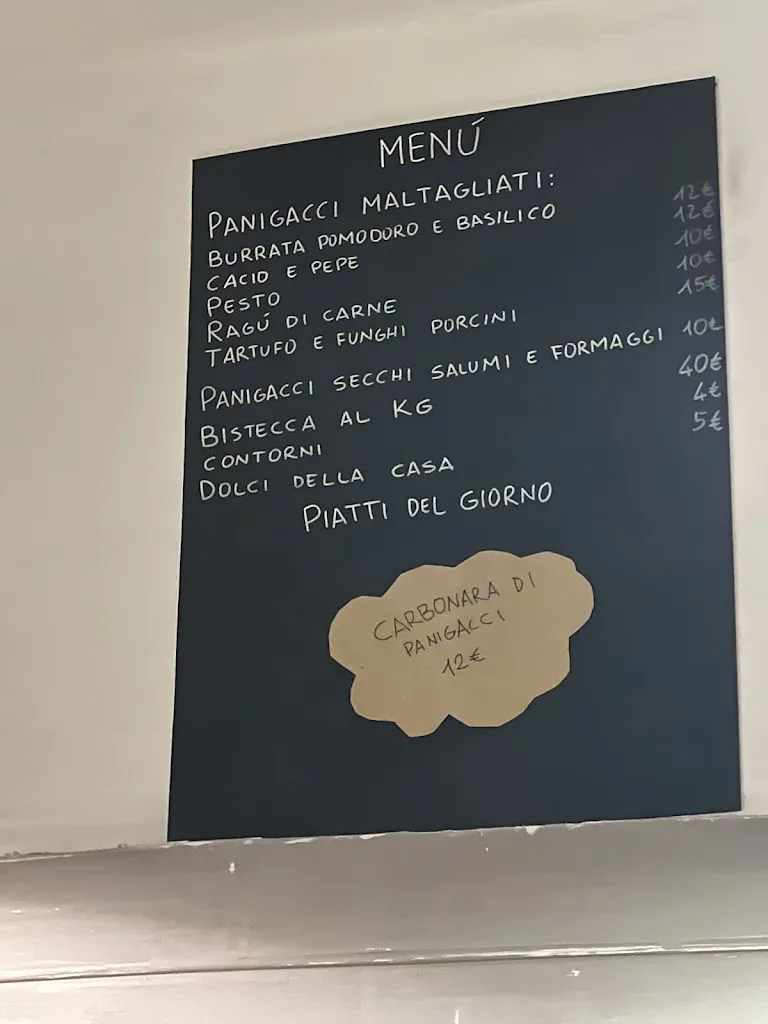 MENÚ
PANIGACCI MALTAGLIATI:
BURRATA POMODORO E BASILICO 12€
CACIO E PEPE 12€
PESTO 10€
RAGÚ DI CARNE 10€
TARTUFO E FUNGHI PORCINI 15€
PANIGACCI SECCHI SALUMI E FORMAGGI 10€
BISTECCA AL KG 40€
CONTORNI 4€
DOLCI DELLA CASA 5€
PIATTI DEL GIORNO
CARBONARA DI
PANIGACCI
12€